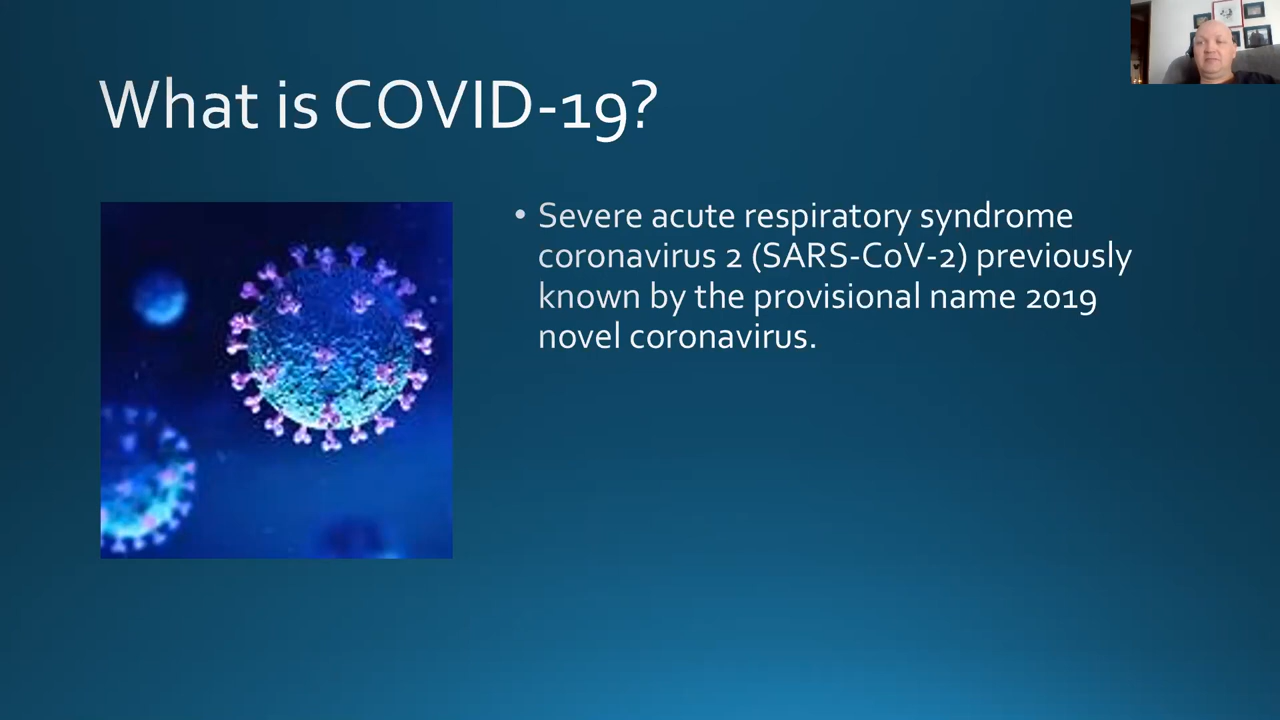 What is COVID-19?
• Severe acute respiratory syndrome
coronavirus 2 (SARS-CoV-2) previously
known by the provisional name 2019
novel coronavirus.